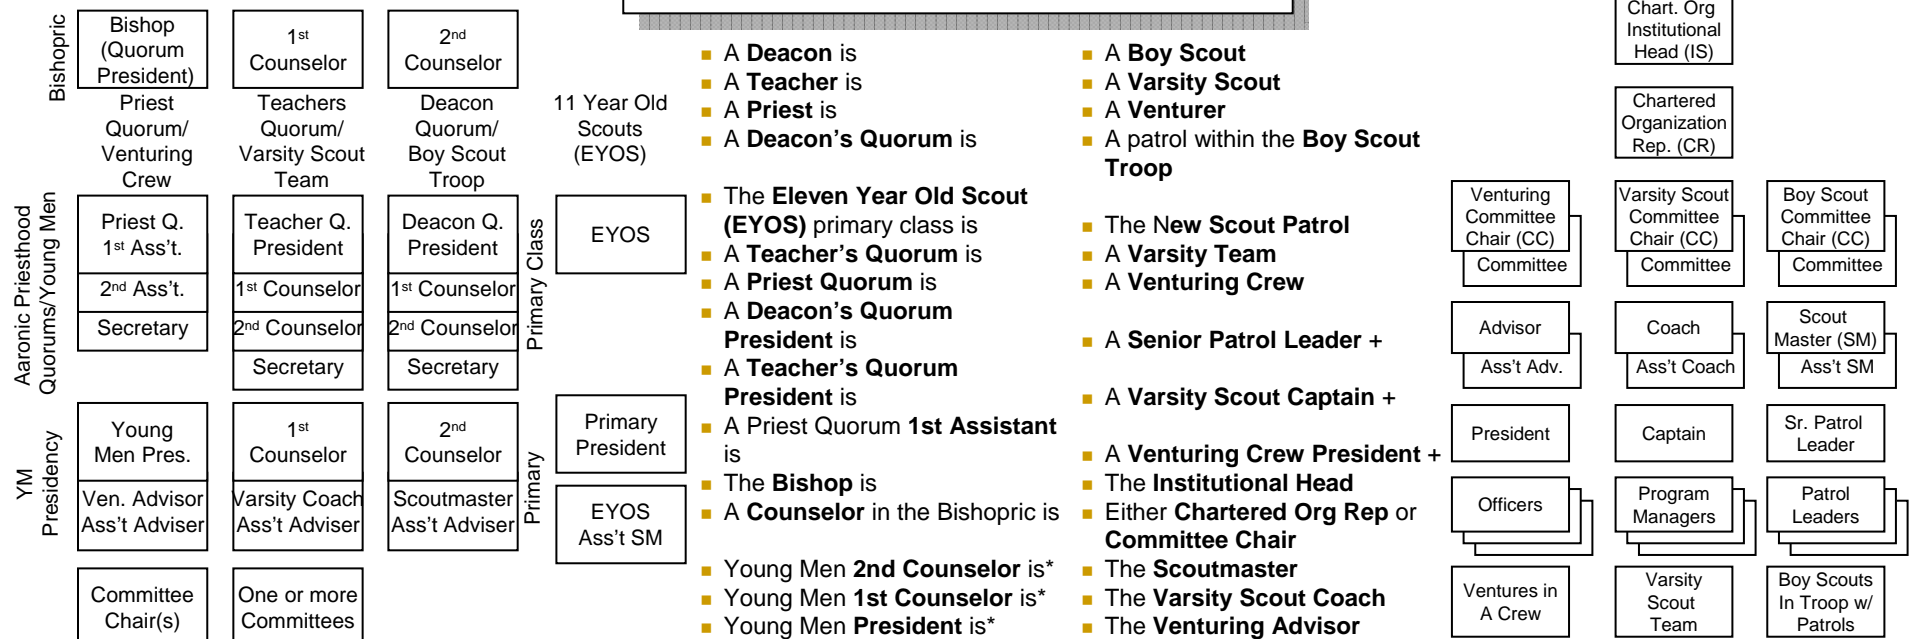 Bishopric
Bishop
(Quorum
President)
1st
Counselor
2nd
Counselor
Priest
Quorum/
Venturing
Crew
Teachers
Quorum/
Varsity Scout
Team
Deacon
Quorum/
Boy Scout
Troop
11 Year Old
Scouts
(EYOS)
Aaronic Priesthood
Quorums/Young Men
Priest Q.
1st Ass't.
2nd Ass't.
Secretary
Teacher Q.
President
1st Counselor
2nd Counselor
Secretary
Deacon Q.
President
1st Counselor
2nd Counselor
Secretary
Primary Class
EYOS
YM
Presidency
Young
Men Pres.
Ven. Advisor
Ass't Adviser
1st
Counselor
Varsity Coach
Ass't Adviser
2nd
Counselor
Scoutmaster
Ass't Adviser
Primary
Primary
President
EYOS
Ass't SM
Committee
Chair(s)
One or more
Committees
A Deacon is
A Teacher is
A Priest is
A Deacon's Quorum is
The Eleven Year Old Scout
(EYOS) primary class is
A Teacher's Quorum is
A Priest Quorum is
A Deacon's Quorum
President is
A Teacher's Quorum
President is
A Priest Quorum 1st Assistant
is
The Bishop is
A Counselor in the Bishopric is
Young Men 2nd Counselor is*
Young Men 1st Counselor is*
Young Men President is*
A Boy Scout
A Varsity Scout
A Venturer
A patrol within the Boy Scout
Troop
The New Scout Patrol
A Varsity Team
A Venturing Crew
A Senior Patrol Leader +
A Varsity Scout Captain +
A Venturing Crew President +
The Institutional Head
Either Chartered Org Rep or
Committee Chair
The Scoutmaster
The Varsity Scout Coach
The Venturing Advisor
Chart. Org
Institutional
Head (IS)
Chartered
Organization
Rep. (CR)
Venturing
Committee
Chair (CC)
Committee
Varsity Scout
Committee
Chair (CC)
Committee
Boy Scout
Committee
Chair (CC)
Committee
Advisor
Ass't Adv.
Coach
Ass't Coach
Scout
Master (SM)
Ass't SM
President
Captain
Sr. Patrol
Leader
Officers
Program
Managers
Patrol
Leaders
Ventures in
A Crew
Varsity
Scout
Team
Boy Scouts
In Troop w/
Patrols